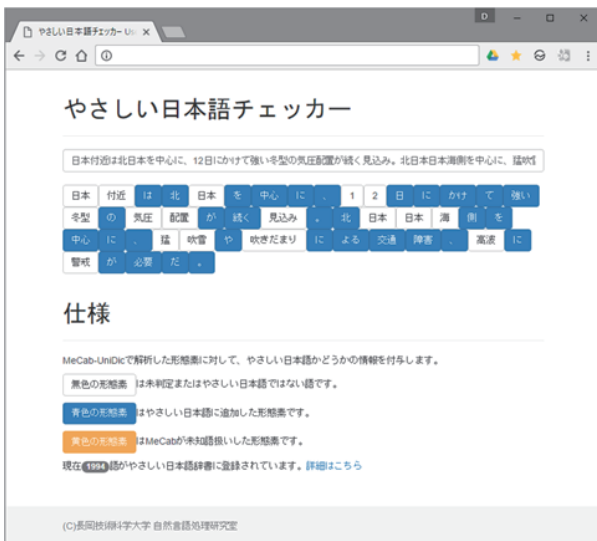 やさしい日本語チェッカー Us
D
やさしい日本語チェッカー
日本付近は北日本を中心に、12日にかけて強い冬型の気圧配置が続く見込み。北日本日本海側を中心に、猛吹
日本 付近 は 北 日本 を 中心 に 、 1 2 日 に かけ て 強い
冬型 の 気圧 配置 が 続く 見込み 。 北 日本 日本 海 側 を
中心 に 、 猛 吹雪 や 吹きだまり に よる 交通 障害 、 高波 に
警戒 が 必要 だ 。
仕様
MeCab-UniDicで解析した形態素に対して、やさしい日本語かどうかの情報を付与します。
無色の形態素 は未判定またはやさしい日本語ではない語です。
青色の形態素 はやさしい日本語に追加した形態素です。
黄色の形態素 はMeCabが未知語扱いした形態素です。
現在 1994 語がやさしい日本語辞書に登録されています。詳細はこちら
(C)長岡技術科学大学 自然言語処理研究室